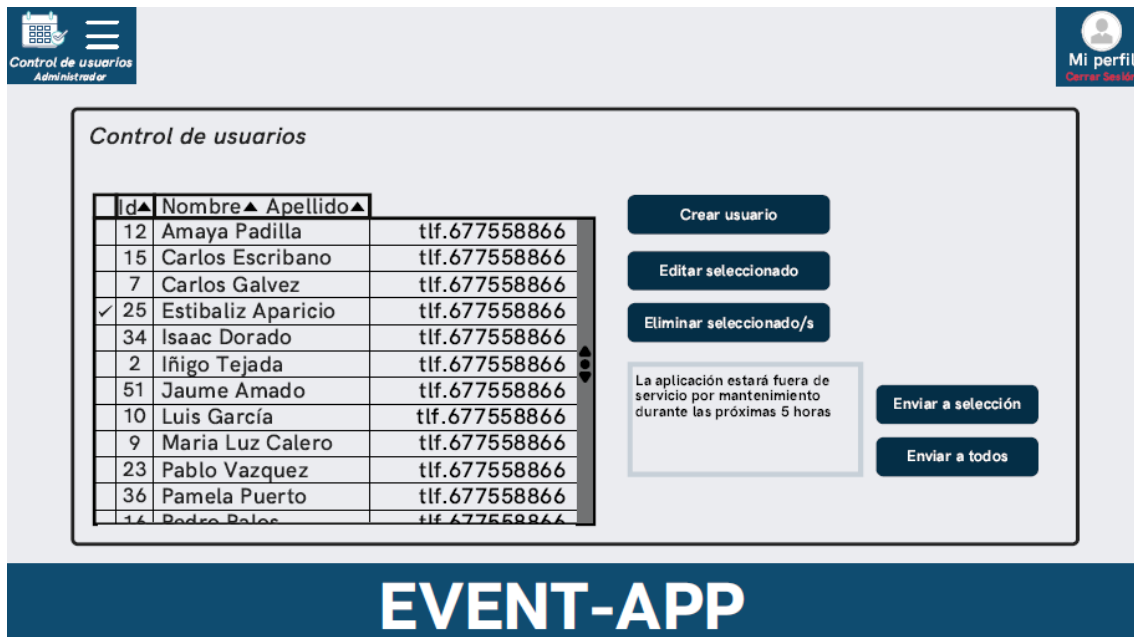 Control de usuarios
Administrador
Mi perfil
Cerrar Sesión
Control de usuarios
Id▲ Nombre▲ Apellido▲
12 Amaya Padilla tlf.677558866
15 Carlos Escribano tlf.677558866
7 Carlos Galvez tlf.677558866
✓ 25 Estibaliz Aparicio tlf.677558866
34 Isaac Dorado tlf.677558866
2 Iñigo Tejada tlf.677558866
51 Jaume Amado tlf.677558866
10 Luis García tlf.677558866
9 Maria Luz Calero tlf.677558866
23 Pablo Vazquez tlf.677558866
36 Pamela Puerto tlf.677558866
16 Pedro Palos tlf.677558866
Crear usuario
Editar seleccionado
Eliminar seleccionado/s
La aplicación estará fuera de
servicio por mantenimiento
durante las próximas 5 horas
Enviar a selección
Enviar a todos
EVENT-APP